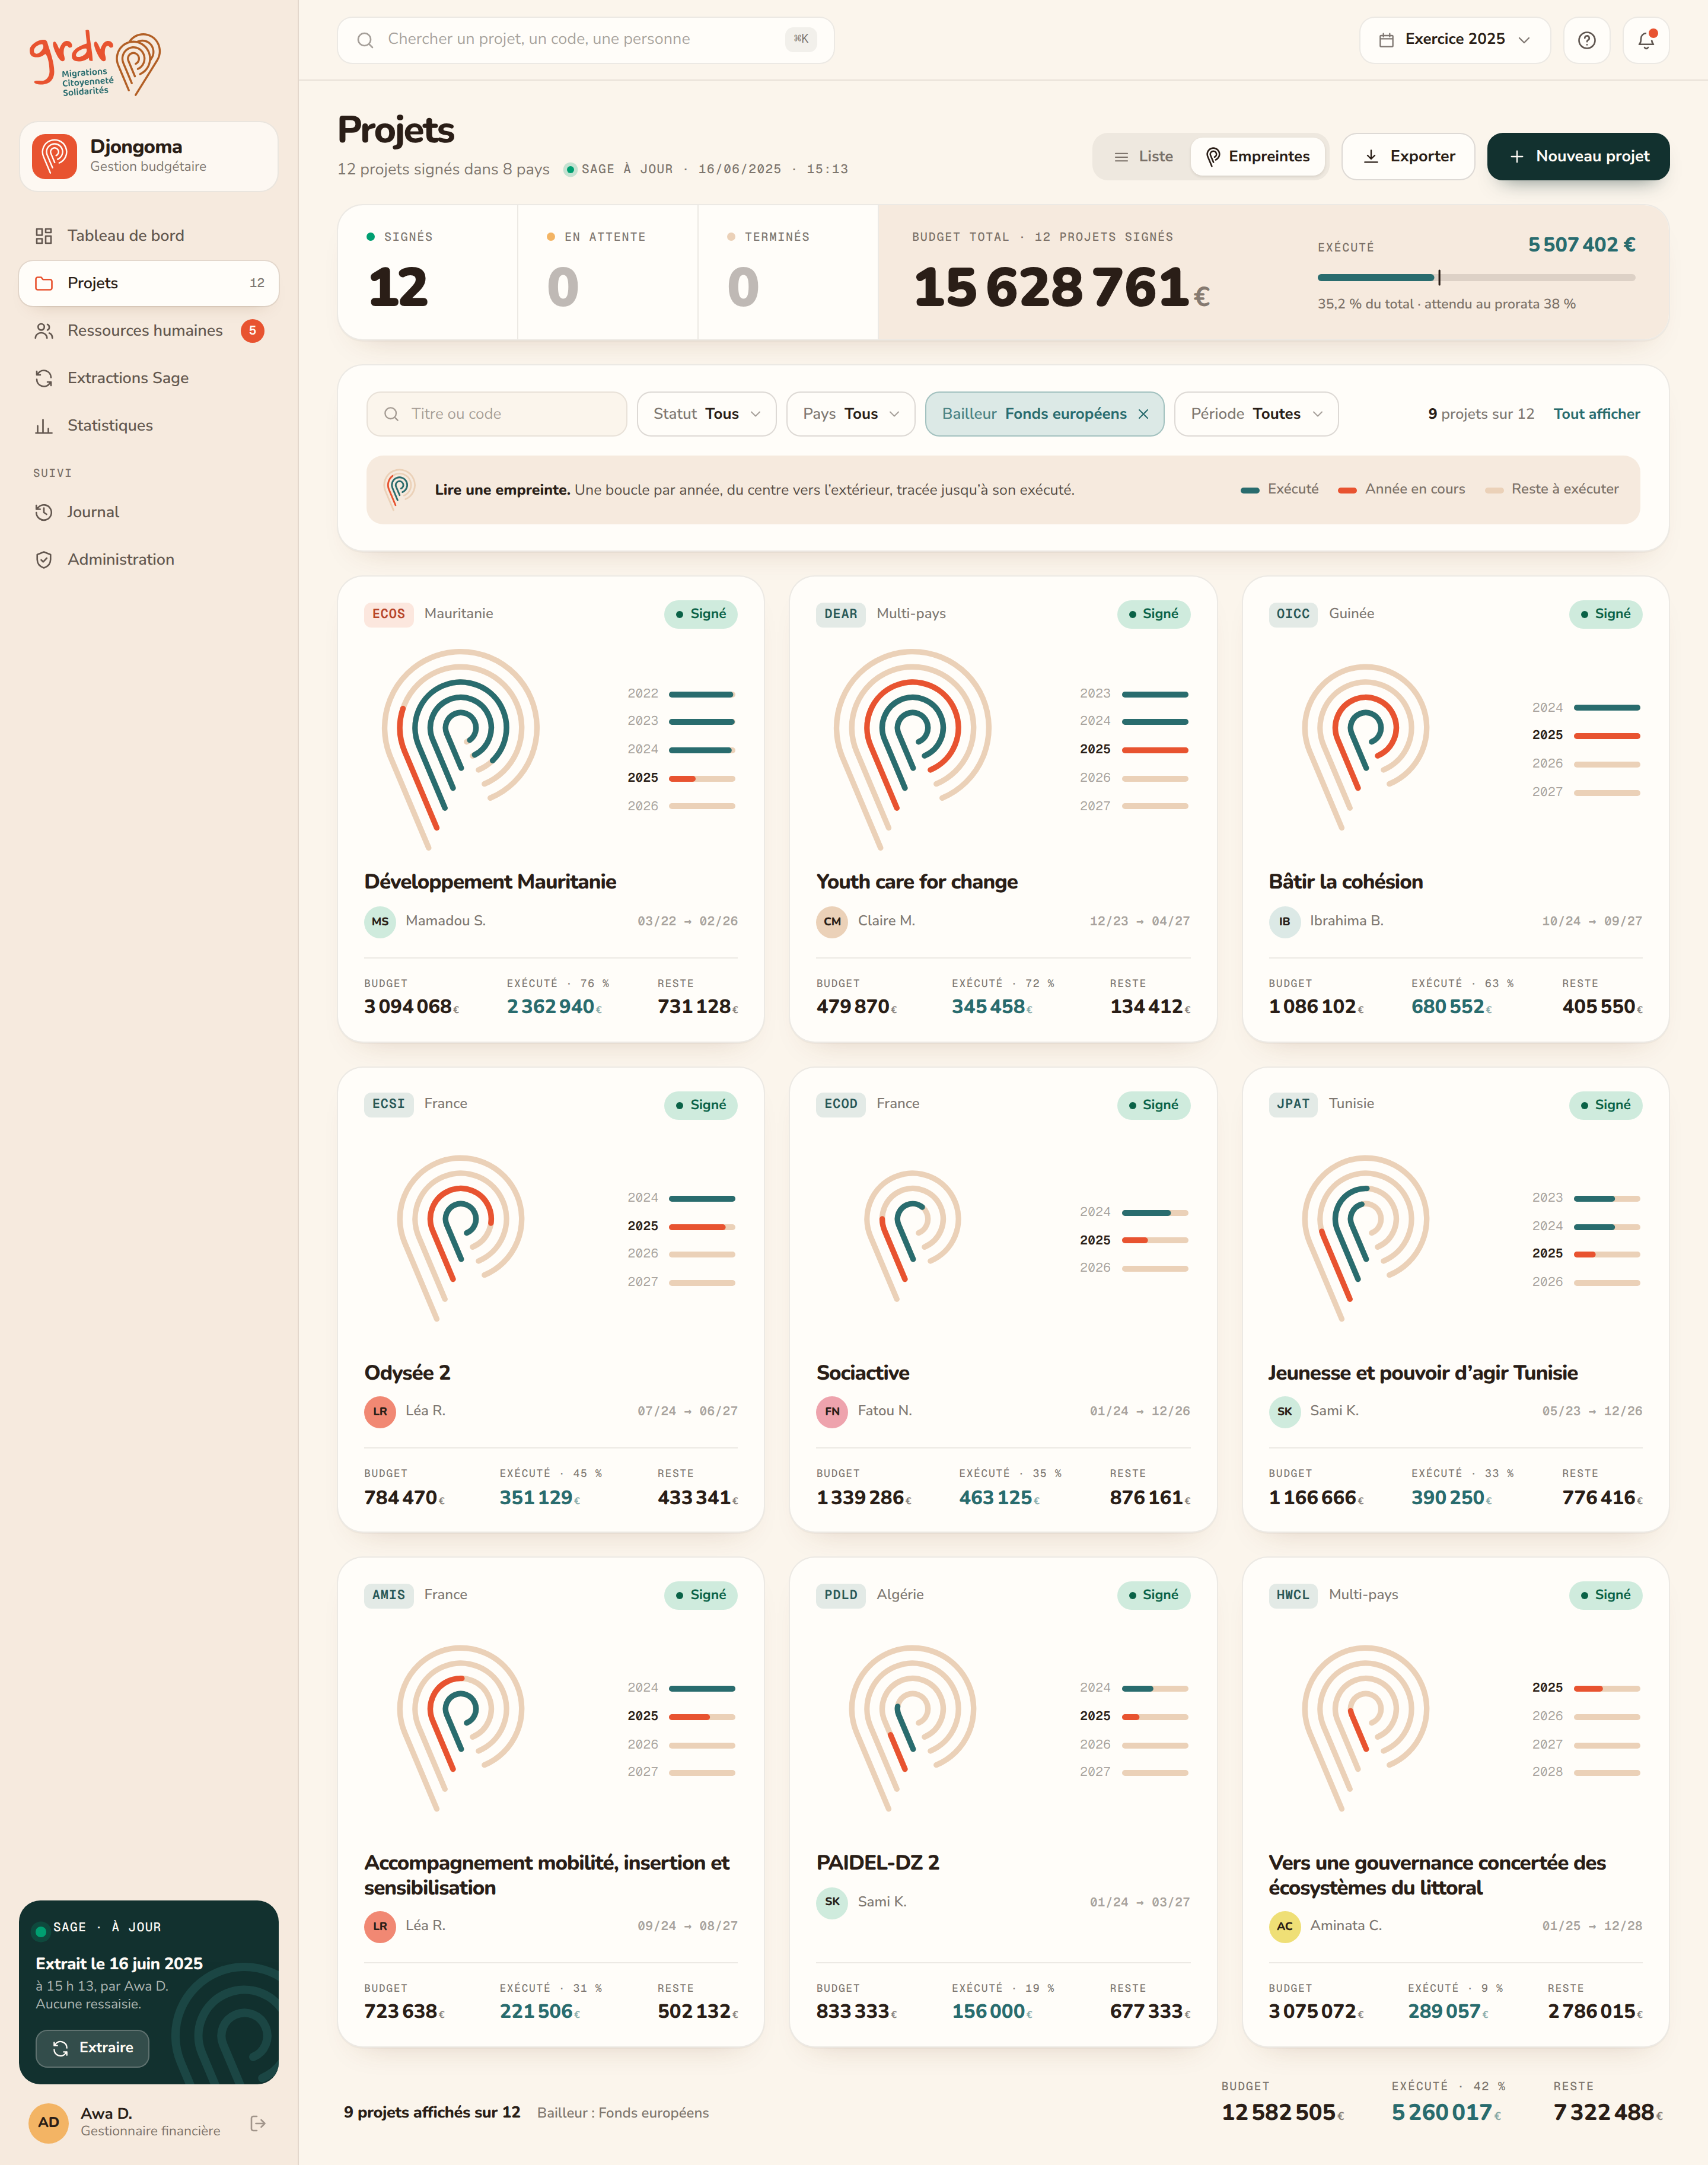 grdr
Migrations
Citoyenneté
Solidarités
Djongoma
Gestion budgétaire
Tableau de bord
Projets 12
Ressources humaines 5
Extractions Sage
Statistiques
SUIVI
Journal
Administration
SAGE · À JOUR
Extrait le 16 juin 2025
à 15 h 13, par Awa D.
Aucune ressaisie.
Extraire
AD
Awa D.
Gestionnaire financière
Chercher un projet, un code, une personne ⌘K
Exercice 2025
Projets
12 projets signés dans 8 pays SAGE À JOUR · 16/06/2025 · 15:13
Liste Empreintes Exporter Nouveau projet
SIGNÉS EN ATTENTE TERMINÉS BUDGET TOTAL · 12 PROJETS SIGNÉS EXÉCUTÉ 5 507 402 €
12 0 0 15 628 761 €
35,2 % du total · attendu au prorata 38 %
Titre ou code Statut Tous Pays Tous Bailleur Fonds européens Période Toutes 9 projets sur 12 Tout afficher
Lire une empreinte. Une boucle par année, du centre vers l’extérieur, tracée jusqu’à son exécuté. Exécuté Année en cours Reste à exécuter
ECOS Mauritanie Signé
2022
2023
2024
2025
2026
Développement Mauritanie
MS Mamadou S. 03/22 → 02/26
BUDGET EXÉCUTÉ · 76 % RESTE
3 094 068 € 2 362 940 € 731 128 €
DEAR Multi-pays Signé
2023
2024
2025
2026
2027
Youth care for change
CM Claire M. 12/23 → 04/27
BUDGET EXÉCUTÉ · 72 % RESTE
479 870 € 345 458 € 134 412 €
OICC Guinée Signé
2024
2025
2026
2027
Bâtir la cohésion
IB Ibrahima B. 10/24 → 09/27
BUDGET EXÉCUTÉ · 63 % RESTE
1 086 102 € 680 552 € 405 550 €
ECSI France Signé
2024
2025
2026
2027
Odysée 2
LR Léa R. 07/24 → 06/27
BUDGET EXÉCUTÉ · 45 % RESTE
784 470 € 351 129 € 433 341 €
ECOD France Signé
2024
2025
2026
Sociactive
FN Fatou N. 01/24 → 12/26
BUDGET EXÉCUTÉ · 35 % RESTE
1 339 286 € 463 125 € 876 161 €
JPAT Tunisie Signé
2023
2024
2025
2026
Jeunesse et pouvoir d’agir Tunisie
SK Sami K. 05/23 → 12/26
BUDGET EXÉCUTÉ · 33 % RESTE
1 166 666 € 390 250 € 776 416 €
AMIS France Signé
2024
2025
2026
2027
Accompagnement mobilité, insertion et
sensibilisation
LR Léa R. 09/24 → 08/27
BUDGET EXÉCUTÉ · 31 % RESTE
723 638 € 221 506 € 502 132 €
PDLD Algérie Signé
2024
2025
2026
2027
PAIDEL-DZ 2
SK Sami K. 01/24 → 03/27
BUDGET EXÉCUTÉ · 19 % RESTE
833 333 € 156 000 € 677 333 €
HWCL Multi-pays Signé
2025
2026
2027
2028
Vers une gouvernance concertée des
écosystèmes du littoral
AC Aminata C. 01/25 → 12/28
BUDGET EXÉCUTÉ · 9 % RESTE
3 075 072 € 289 057 € 2 786 015 €
9 projets affichés sur 12 Bailleur : Fonds européens
BUDGET EXÉCUTÉ · 42 % RESTE
12 582 505 € 5 260 017 € 7 322 488 €